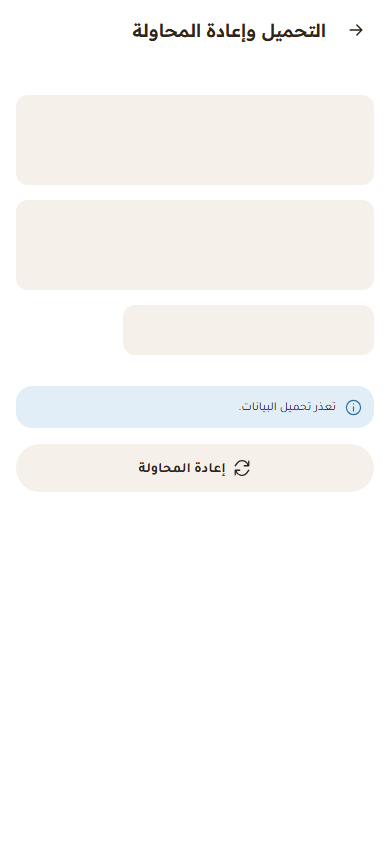 التحميل وإعادة المحاولة
تعذر تحميل البيانات.
إعادة المحاولة